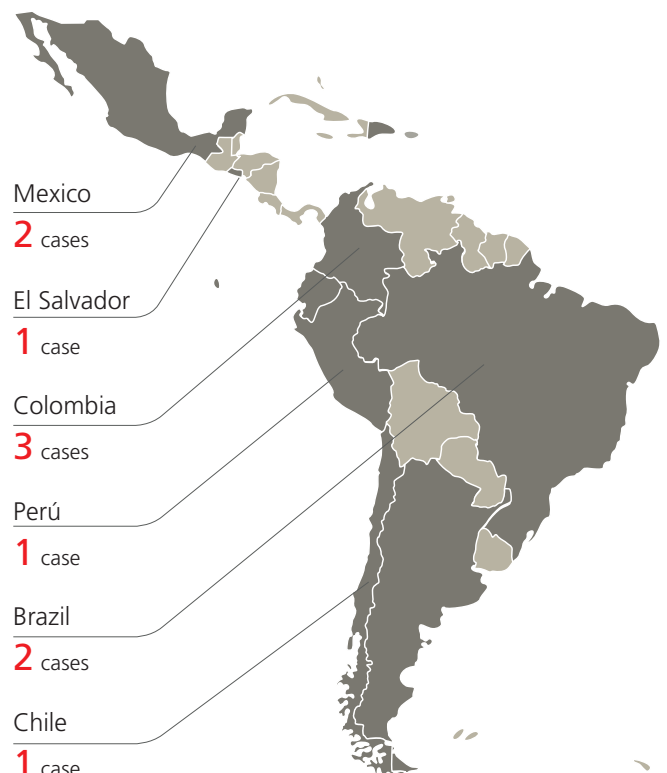 Mexico
2 cases
El Salvador
1 case
Colombia
3 cases
Perú
1 case
Brazil
2 cases
Chile
1 case